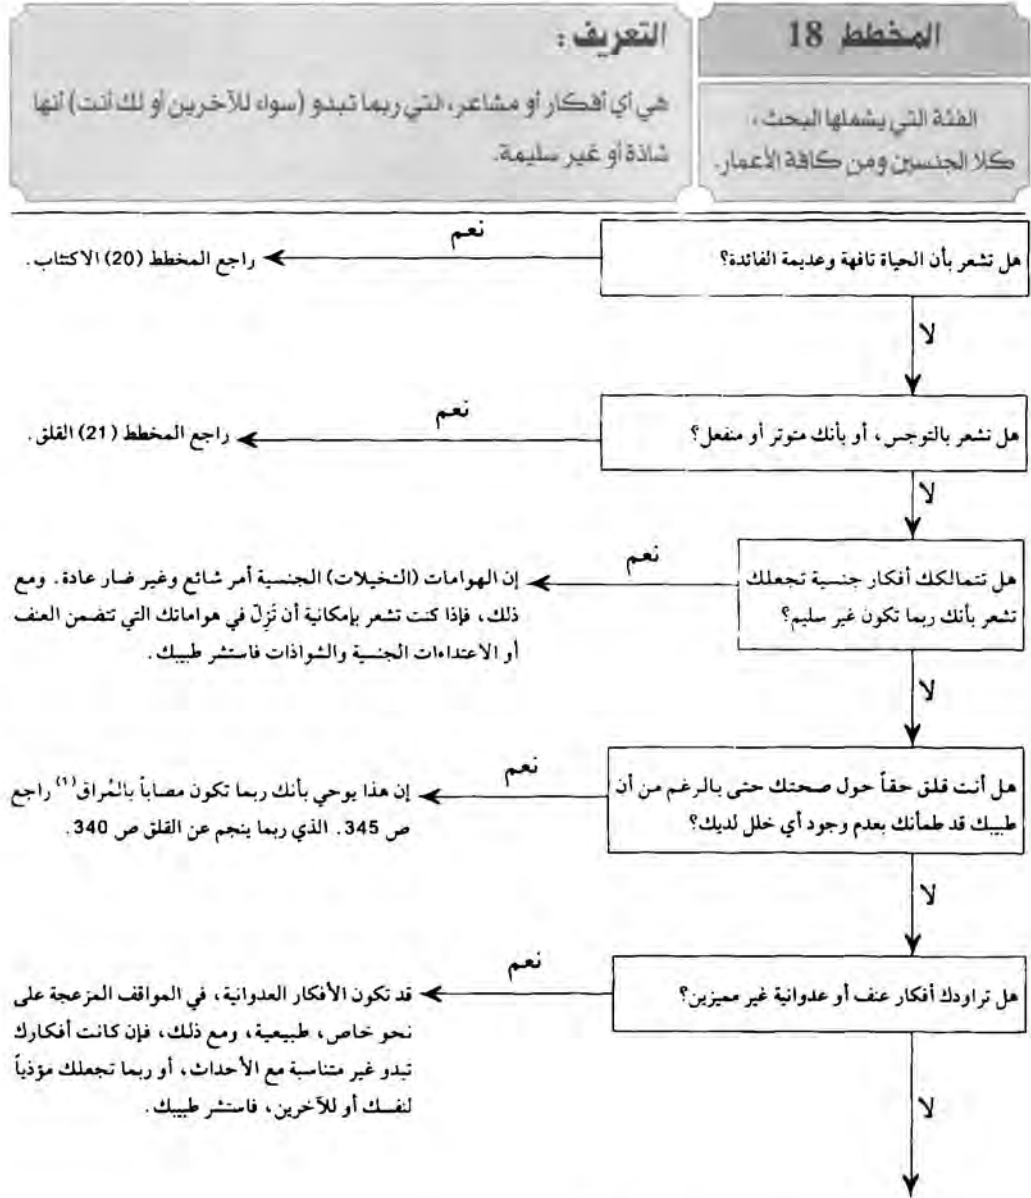 المخطط 18
الفئة التي يشملها البحث،
كلا الجنسين ومن كافة الأعمار.
التعريف:
هي أي أفكار أو مشاعر، التي ربما تبدو (سواء للآخرين أو لك أنت) أنها
شاذة أو غير سليمة.
هل تشعر بأن الحياة تافهة وعديمة الفائدة؟
نعم
راجع المخطط (20) الاكتئاب.
لا
هل تشعر بالتوجس، أو بأنك متوتر أو منفعل؟
نعم
راجع المخطط (21) القلق.
لا
هل تتمالكك أفكار جنسية تجعلك
تشعر بأنك ربما تكون غير سليم؟
نعم
إن الهوامات (التخيلات) الجنسية أمر شائع وغير ضار عادة. ومع
ذلك، فإذا كنت تشعر بإمكانية أن تَزِلّ في هواماتك التي تتضمن العنف
أو الاعتداءات الجنسية والشواذات فاستشر طبيبك.
لا
هل أنت قلق حقاً حول صحتك حتى بالرغم من أن
طبيبك قد طمأنك بعدم وجود أي خلل لديك؟
نعم
إن هذا يوحي بأنك ربما تكون مصاباً بالمُراق(١) راجع
ص 345. الذي ربما ينجم عن القلق ص 340.
لا
هل تراودك أفكار عنف أو عدوانية غير مميزين؟
نعم
قد تكون الأفكار العدوانية، في المواقف المزعجة على
نحو خاص، طبيعية، ومع ذلك، فإن كانت أفكارك
تبدو غير متناسبة مع الأحداث، أو ربما تجعلك مؤذياً
لنفسك أو للآخرين، فاستشر طبيبك.
لا